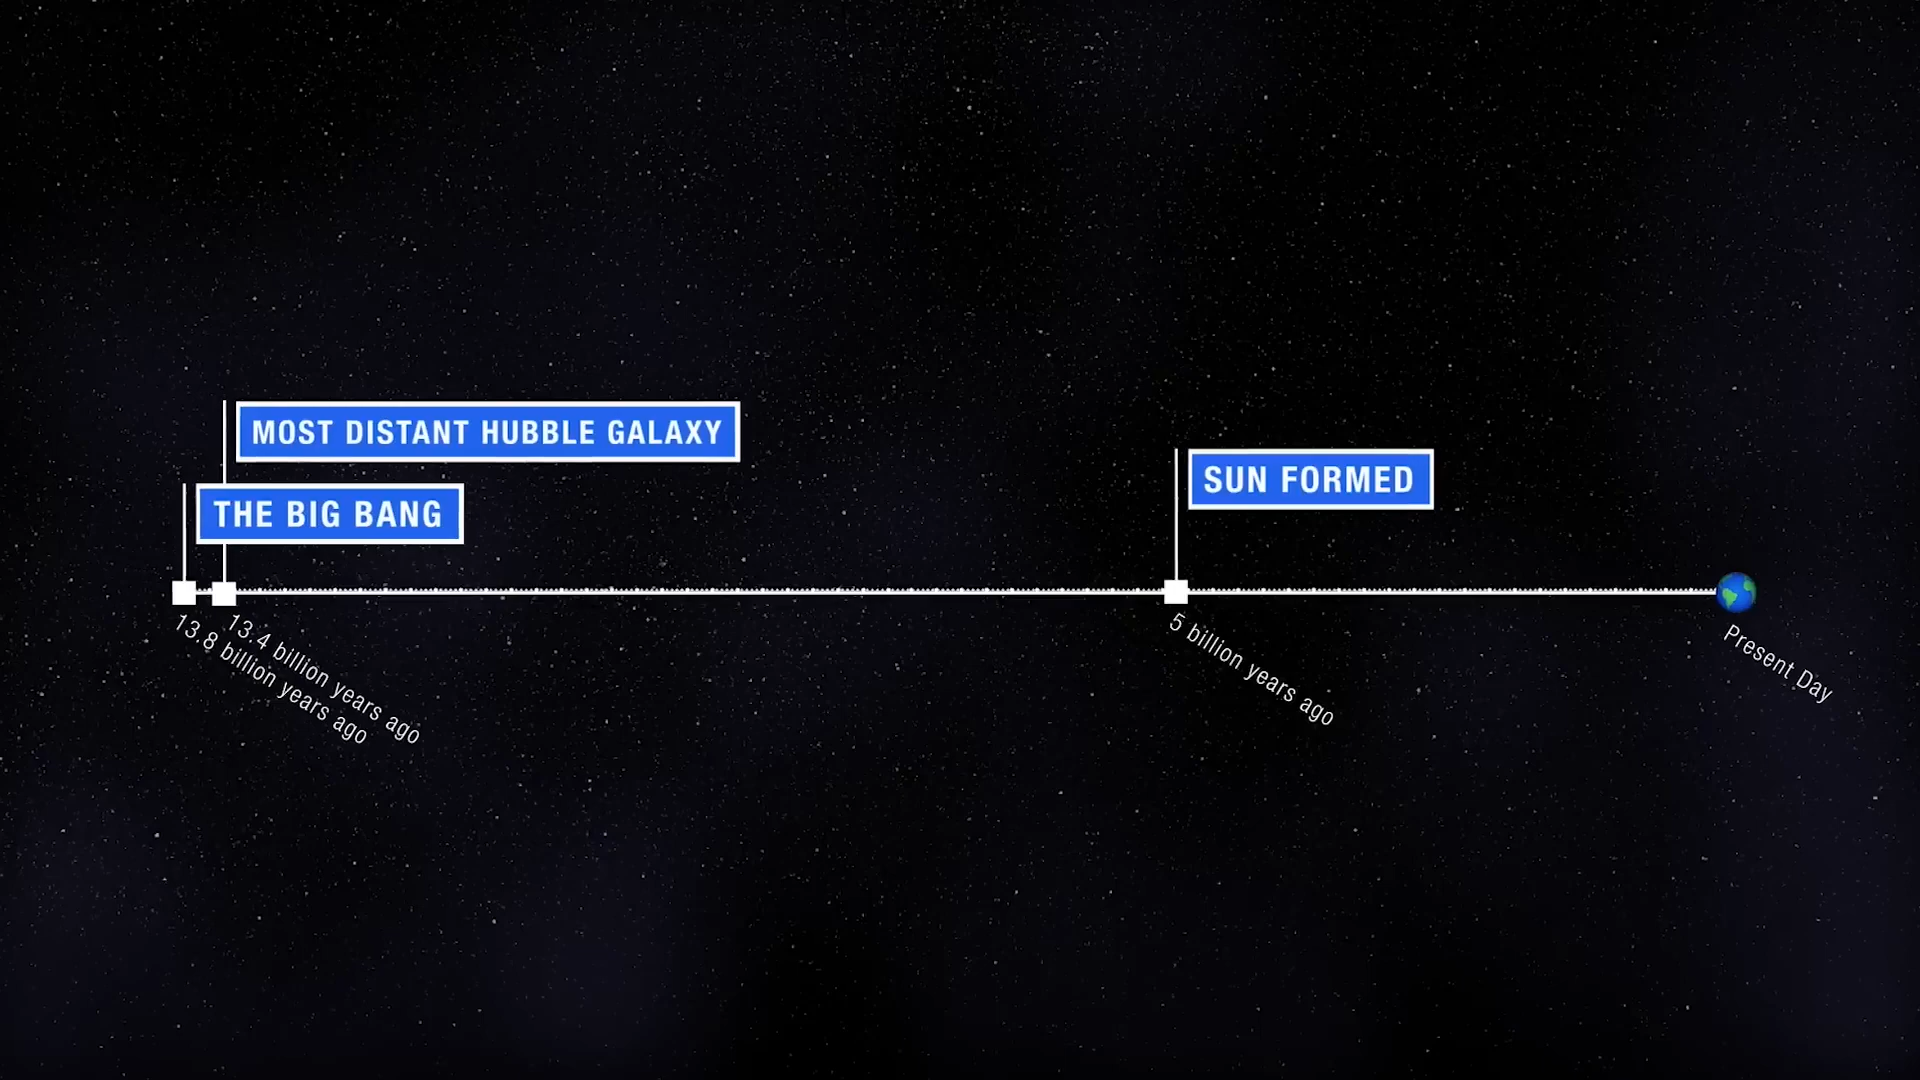 MOST DISTANT HUBBLE GALAXY
THE BIG BANG
SUN FORMED
13.8 billion years ago
13.4 billion years ago
5 billion years ago
Present Day